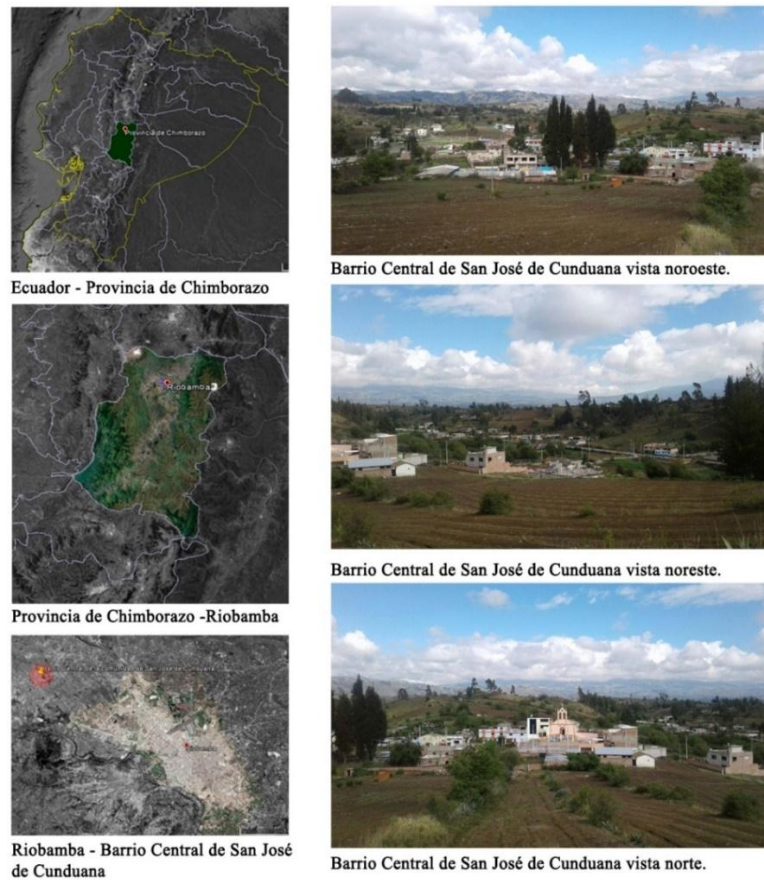 Provincia de Chimborazo
Ecuador - Provincia de Chimborazo
Riobamba
Provincia de Chimborazo -Riobamba
Riobamba
Riobamba - Barrio Central de San José
de Cunduana
Barrio Central de San José de Cunduana vista noroeste.
Barrio Central de San José de Cunduana vista noreste.
Barrio Central de San José de Cunduana vista norte.